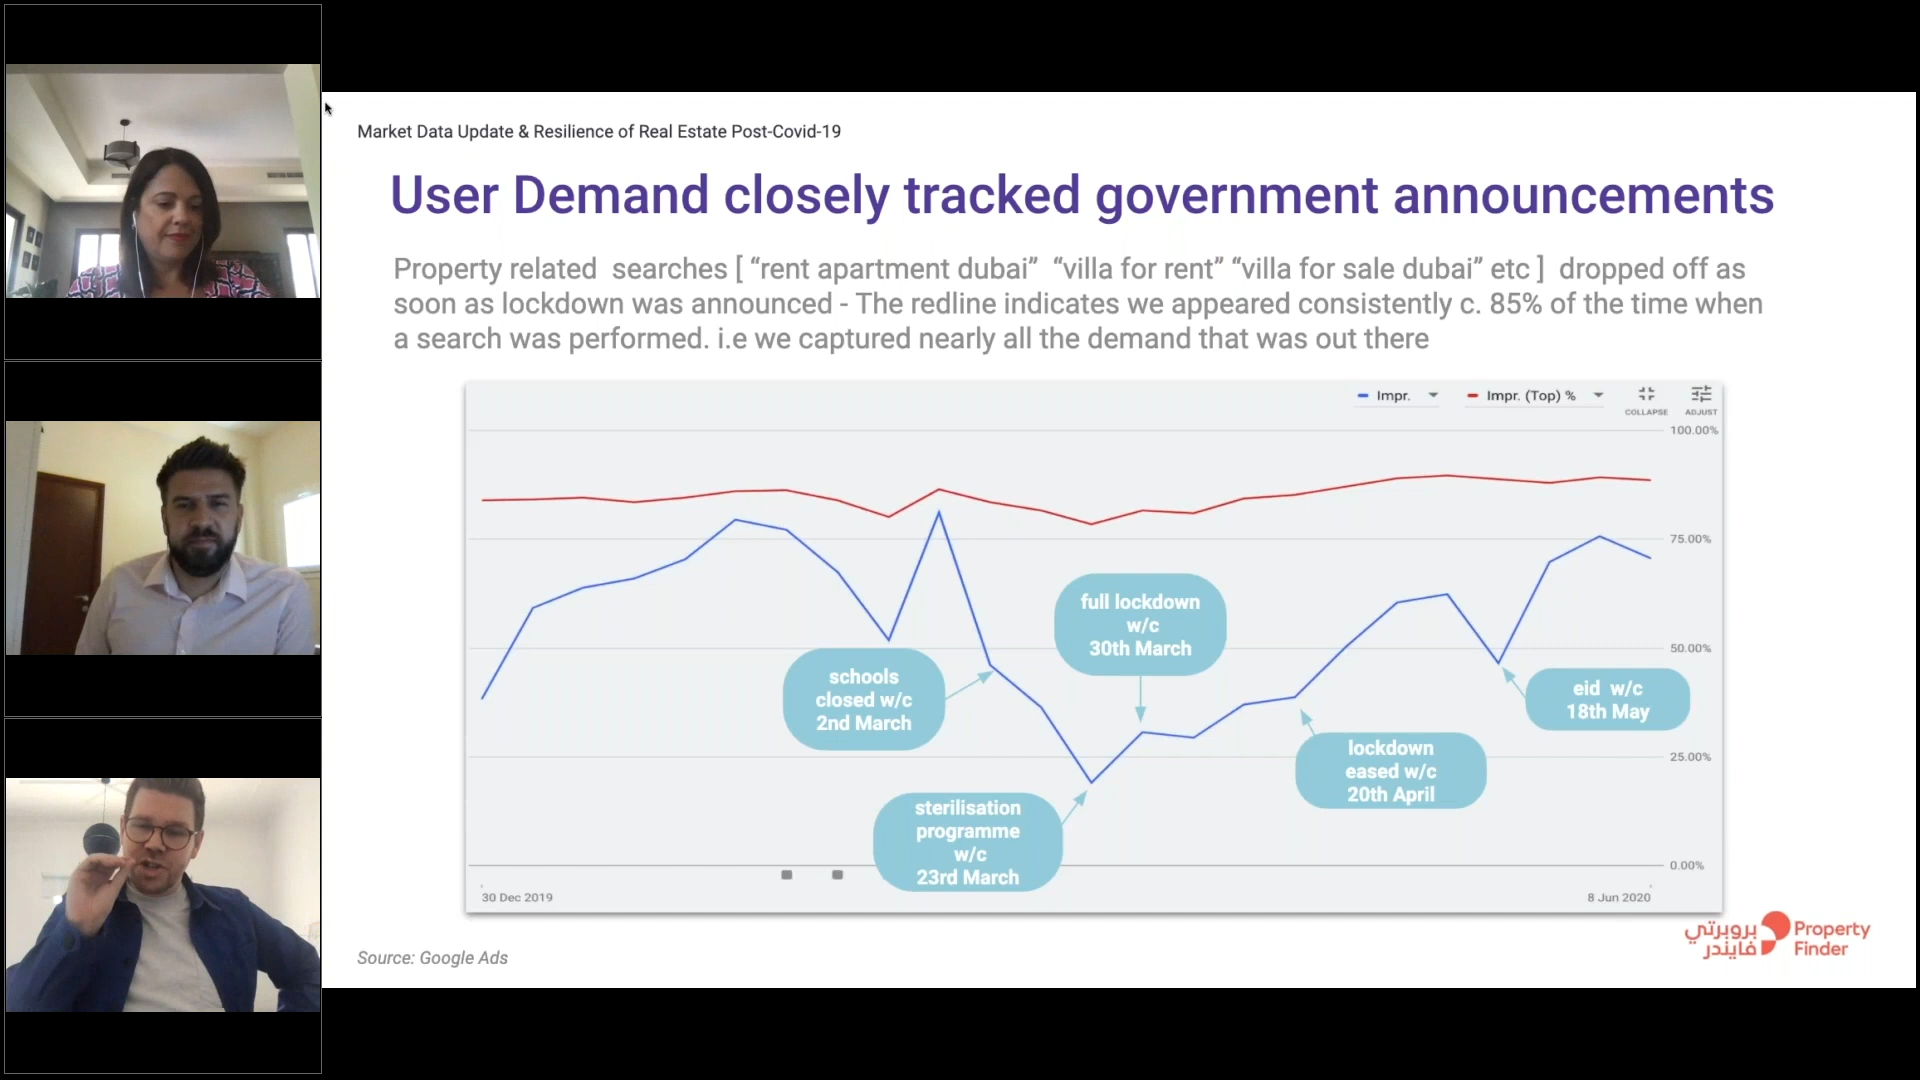 Market Data Update & Resilience of Real Estate Post-Covid-19
User Demand closely tracked government announcements
Property related  searches [ “rent apartment dubai”  “villa for rent” “villa for sale dubai” etc ]  dropped off as
soon as lockdown was announced - The redline indicates we appeared consistently c. 85% of the time when
a search was performed. i.e we captured nearly all the demand that was out there
Impr.
Impr. (Top) %
COLLAPSE
ADJUST
100.00%
75.00%
50.00%
25.00%
0.00%
full lockdown
w/c
30th March
schools
closed w/c
2nd March
eid  w/c
18th May
lockdown
eased w/c
20th April
sterilisation
programme
w/c
23rd March
30 Dec 2019
8 Jun 2020
بروبرتي
فايندر
Property
Finder
Source: Google Ads